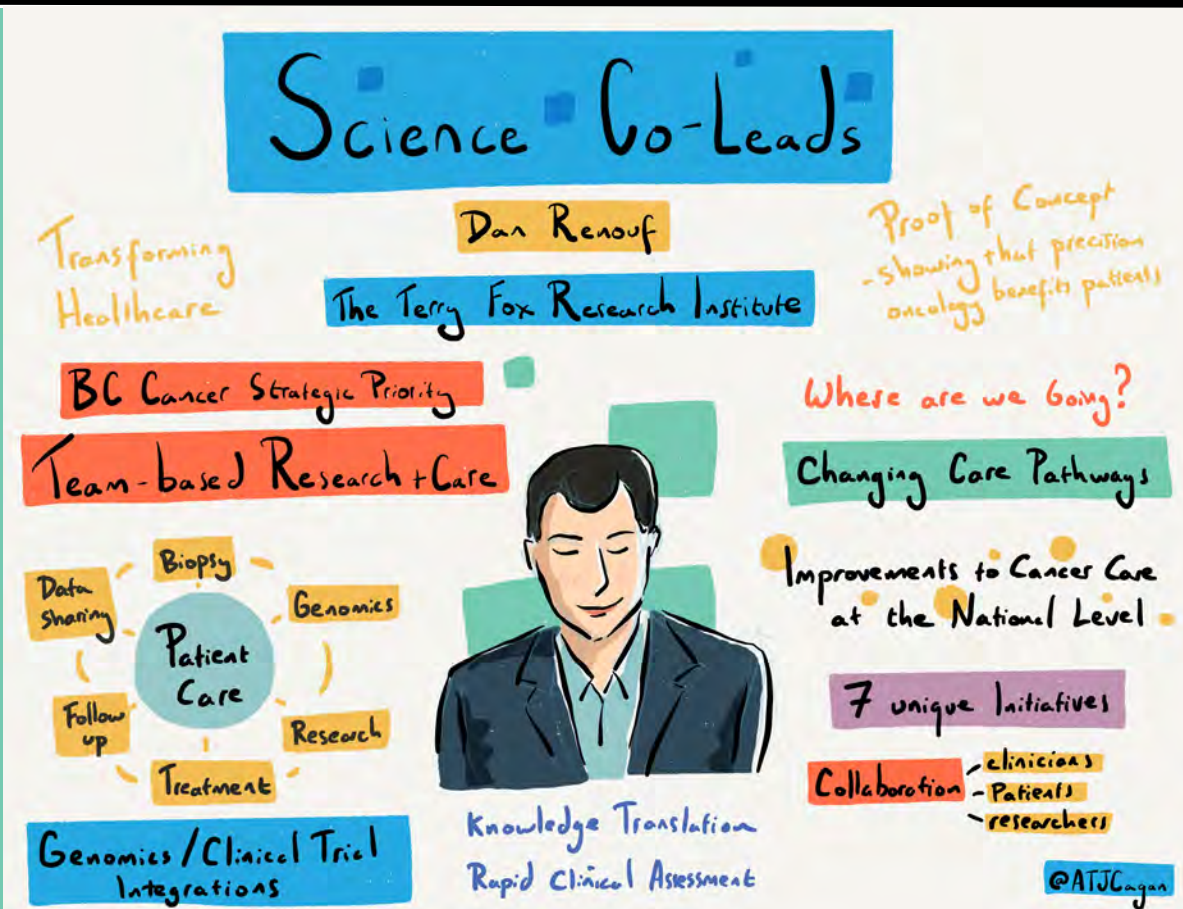 Science Co-Leads
Dan Renouf
The Terry Fox Research Institute
Transforming
Healthcare
Proof of Concept
- showing that precision
oncology benefits patients
BC Cancer Strategic Priority
Team-based Research + Care
Biopsy
Genomics
Research
Treatment
Follow
up
Data
Sharing
Patient
Care
Genomics / Clinical Trial
Integrations
Knowledge Translation
Rapid Clinical Assessment
Where are we Going?
Changing Care Pathways
Improvements to Cancer Care
at the National Level
7 unique Initiatives
Collaboration
- clinicians
- Patients
- researchers
@ATJCagan